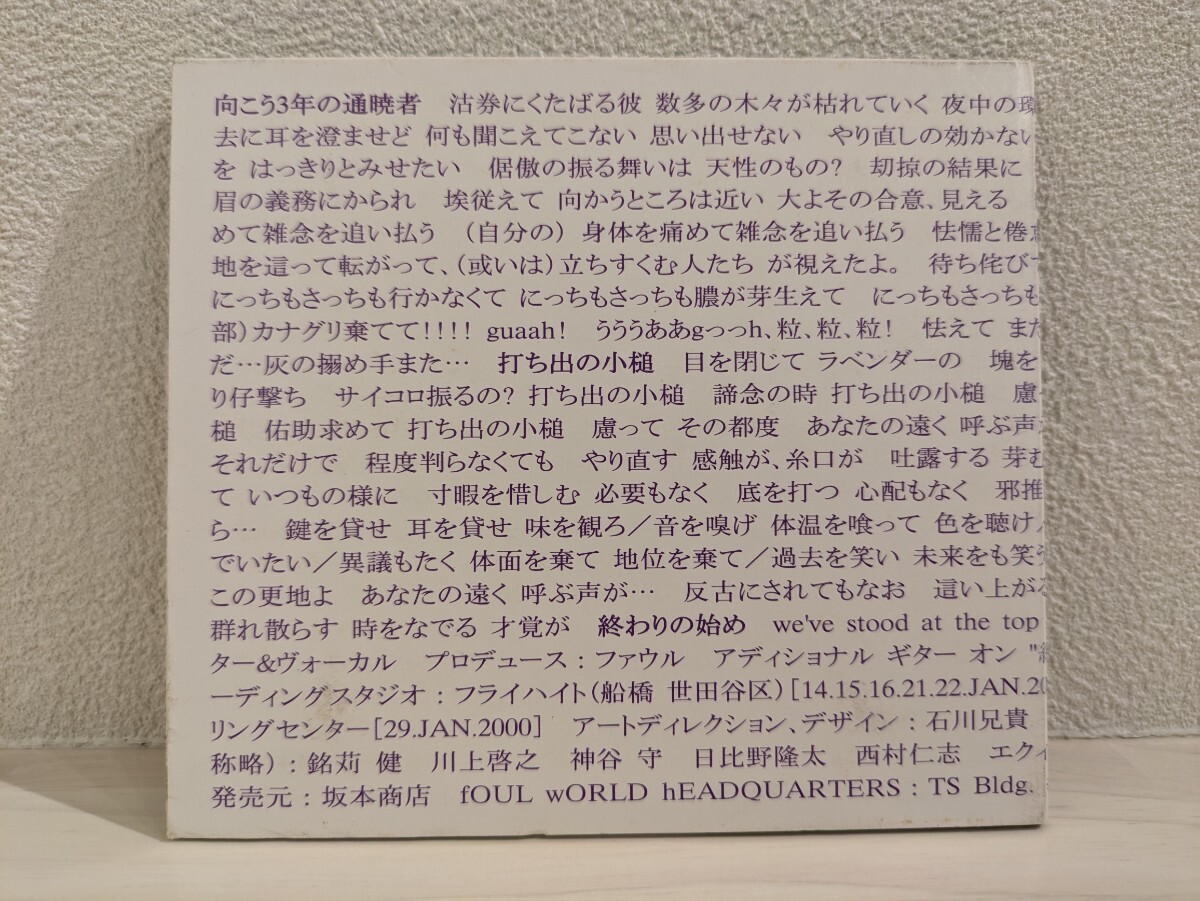 向こう3年の通暁者　沽券にくたばる彼 数多の木々が枯れていく 夜中の環
去に耳を澄ませど 何も聞こえてこない 思い出せない　やり直しの効かない
を はっきりとみせたい　倨傲の振る舞いは 天性のもの？　劫掠の結果に
眉の義務にかられ　埃従えて 向かうところは近い 大よその合意、見える
めて雑念を追い払う　（自分の）身体を痛めて雑念を追い払う　怯懦と倦怠
地を這って転がって、（或いは）立ちすくむ人たち が視えたよ。　待ち侘びて
にっちもさっちも行かなくて にっちもさっちも膿が芽生えて　にっちもさっちも
部）カナグリ棄てて！！！！ guaah！　うううああgっっh、粒、粒、粒！　怯えて また
だ…灰の搦め手また…　打ち出の小槌　目を閉じて ラベンダーの　塊を
り仔撃ち　サイコロ振るの？ 打ち出の小槌　諦念の時 打ち出の小槌　慮
槌　佑助求めて 打ち出の小槌　慮って その都度　あなたの遠く 呼ぶ声
それだけで　程度判らなくても　やり直す 感触が、糸口が　吐露する 芽む
て いつもの様に　寸暇を惜しむ 必要もなく　底を打つ 心配もなく　邪推
ら…　鍵を貸せ 耳を貸せ 味を観ろ／音を嗅げ 体温を喰って 色を聴け／
でいたい／異議もたく 体面を棄て 地位を棄て／過去を笑い 未来をも笑う
この更地よ　あなたの遠く 呼ぶ声が…　反古にされてもなお　這い上がる
群れ散らす 時をなでる 才覚が　終わりの始め　we've stood at the top
ター&ヴォーカル　プロデュース：ファウル　アディショナル ギター オン "終
ーディングスタジオ：フライハイト（船橋 世田谷区）[14.15.16.21.22.JAN.20
リングセンター[29.JAN.2000]　アートディレクション、デザイン：石川兄貴
称略）：銘苅 健　川上啓之　神谷 守　日比野隆太　西村仁志　エクィ
発売元：坂本商店　fOUL wORLD hEADQUARTERS：TS Bldg.